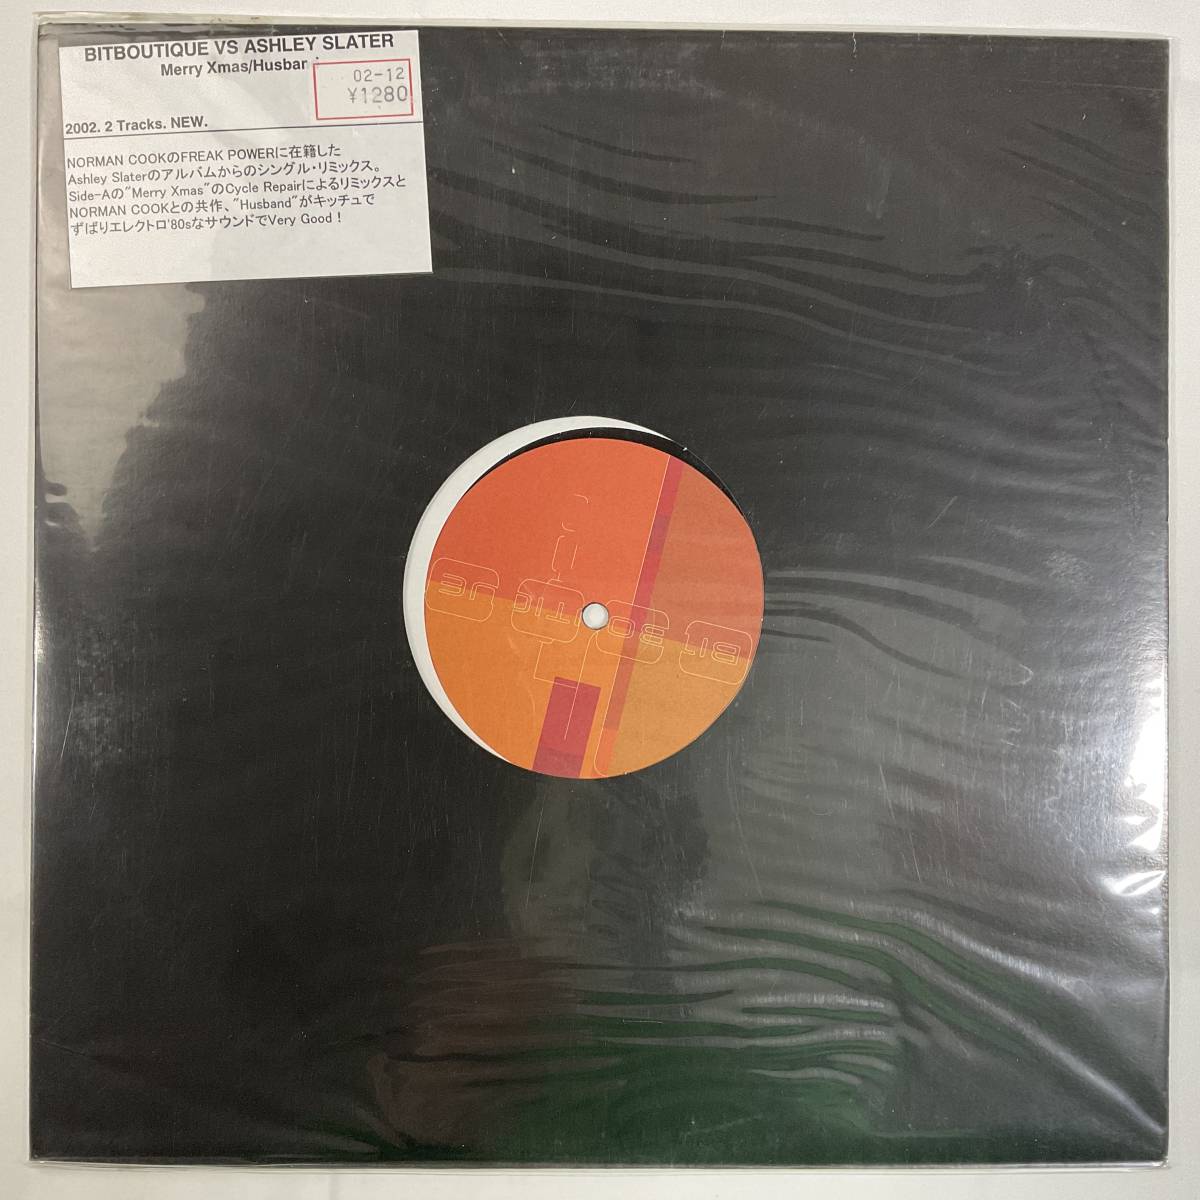 BITBOUTIQUE VS ASHLEY SLATER
Merry Xmas/Husbar
02-12
¥1280
2002. 2 Tracks. NEW.
NORMAN COOKのFREAK POWERに在籍した
Ashley Slaterのアルバムからのシングル・リミックス。
Side-Aの"Merry Xmas"のCycle Repairによるリミックスと
NORMAN COOKとの共作、"Husband"がキッチュで
ずばりエレクトロ'80sなサウンドでVery Good！